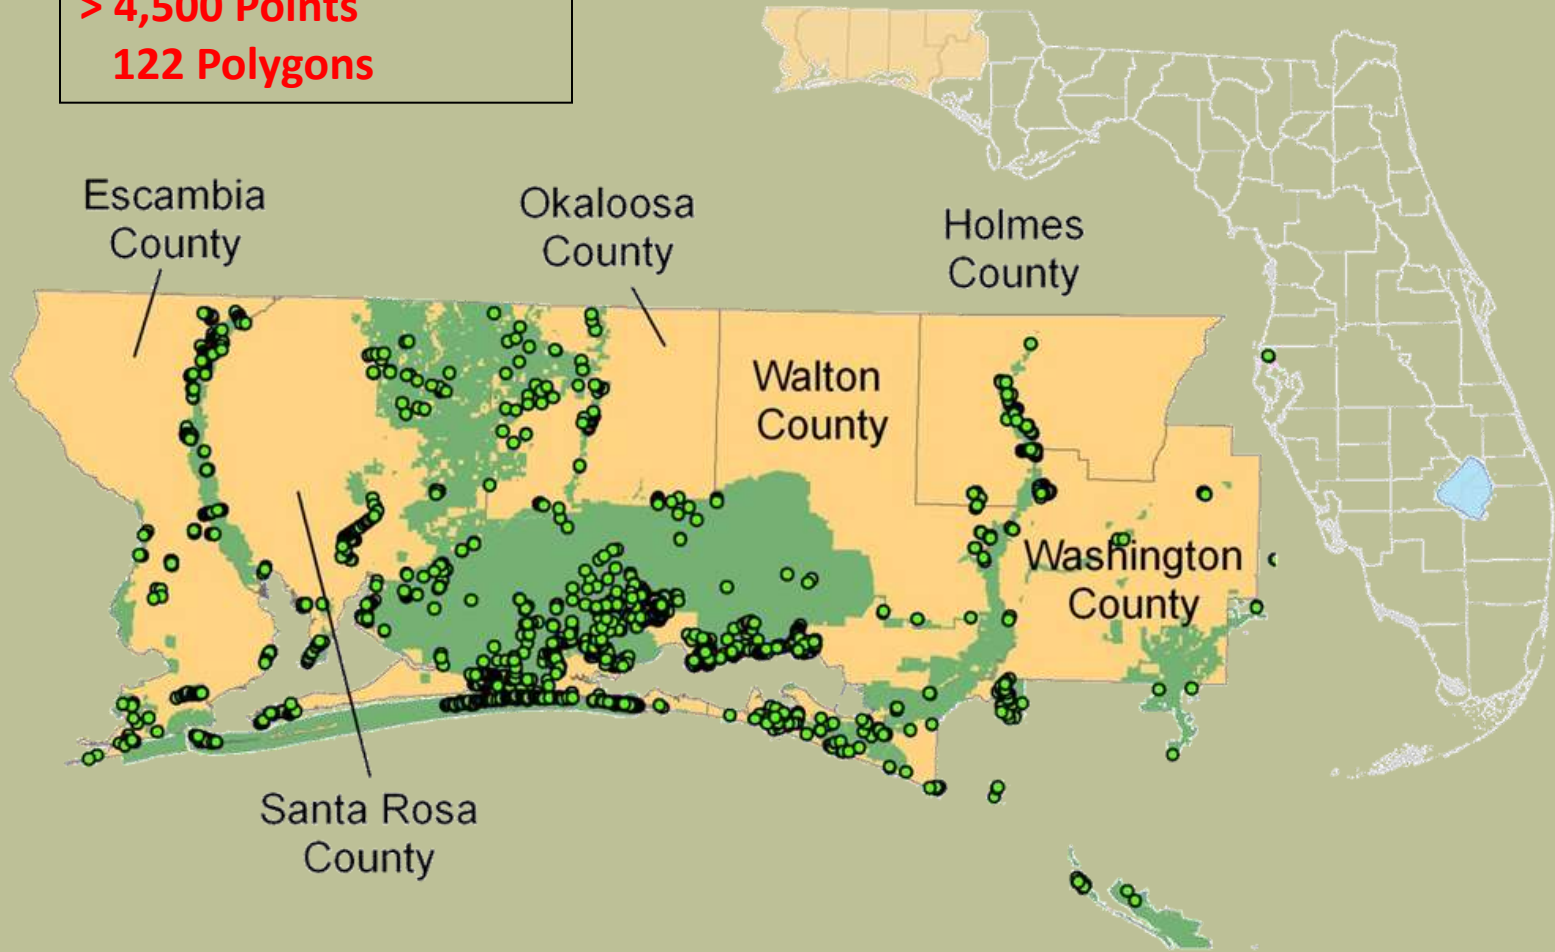 > 4,500 Points
122 Polygons
Escambia
County
Okaloosa
County
Holmes
County
Walton
County
Washington
County
Santa Rosa
County